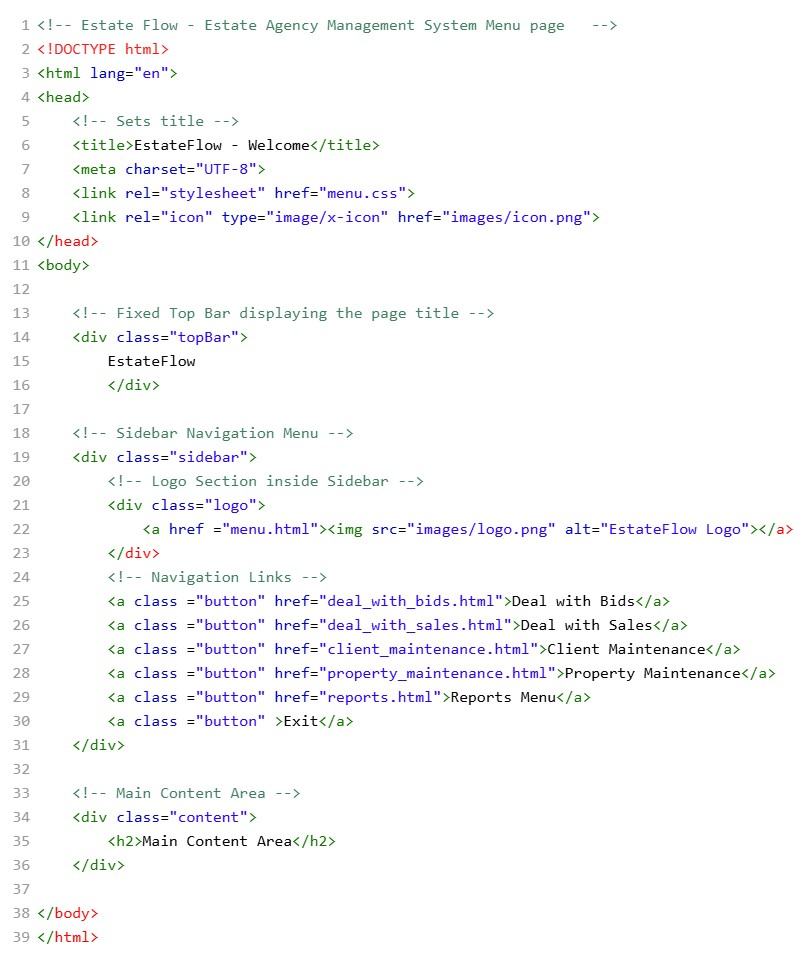 1 <!-- Estate Flow - Estate Agency Management System Menu page   -->
2 <!DOCTYPE html>
3 <html lang="en">
4 <head>
5     <!-- Sets title -->
6     <title>EstateFlow - Welcome</title>
7     <meta charset="UTF-8">
8     <link rel="stylesheet" href="menu.css">
9     <link rel="icon" type="image/x-icon" href="images/icon.png">
10 </head>
11 <body>
12
13     <!-- Fixed Top Bar displaying the page title -->
14     <div class="topBar">
15         EstateFlow
16         </div>
17
18     <!-- Sidebar Navigation Menu -->
19     <div class="sidebar">
20         <!-- Logo Section inside Sidebar -->
21         <div class="logo">
22             <a href ="menu.html"><img src="images/logo.png" alt="EstateFlow Logo"></a>
23         </div>
24         <!-- Navigation Links -->
25         <a class ="button" href="deal_with_bids.html">Deal with Bids</a>
26         <a class ="button" href="deal_with_sales.html">Deal with Sales</a>
27         <a class ="button" href="client_maintenance.html">Client Maintenance</a>
28         <a class ="button" href="property_maintenance.html">Property Maintenance</a>
29         <a class ="button" href="reports.html">Reports Menu</a>
30         <a class ="button" >Exit</a>
31     </div>
32
33     <!-- Main Content Area -->
34     <div class="content">
35         <h2>Main Content Area</h2>
36     </div>
37
38 </body>
39 </html>